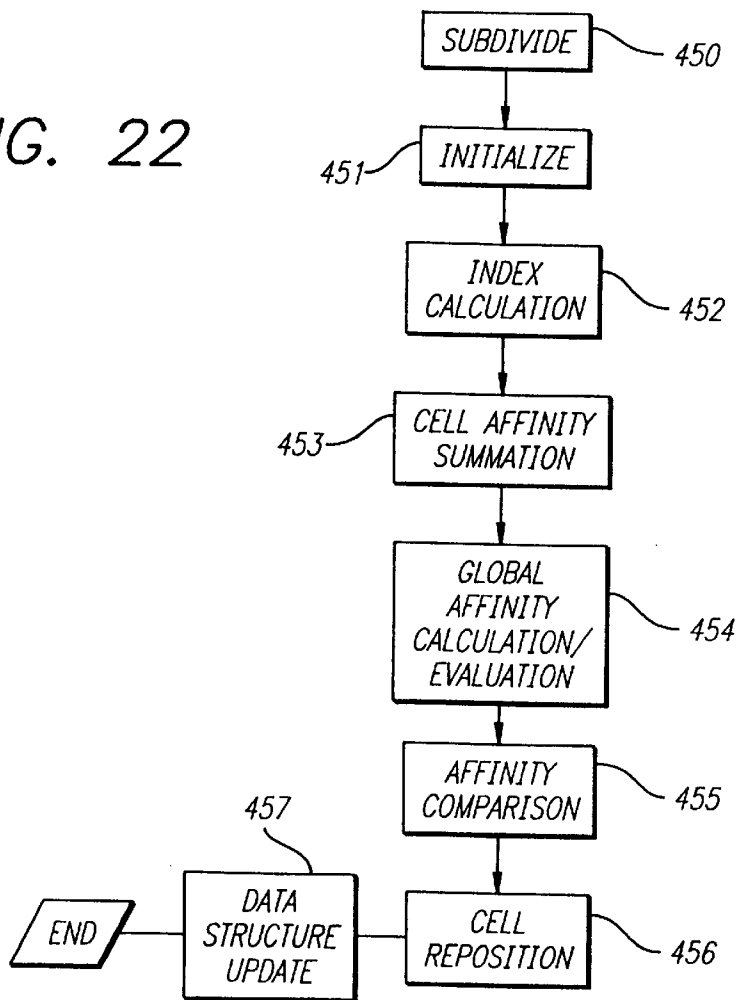 G. 22
SUBDIVIDE
450
INITIALIZE
451
INDEX
CALCULATION
452
CELL AFFINITY
SUMMATION
453
GLOBAL
AFFINITY
CALCULATION/
EVALUATION
454
AFFINITY
COMPARISON
455
CELL
REPOSITION
456
457
DATA
STRUCTURE
UPDATE
END